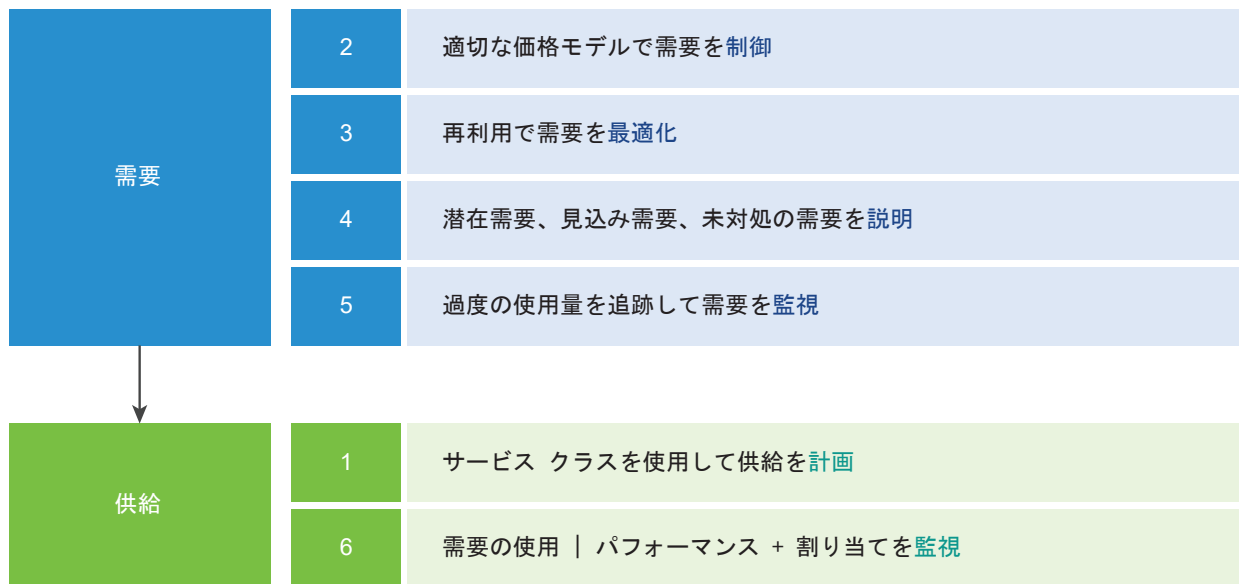 需要
2
適切な価格モデルで需要を制御
3
再利用で需要を最適化
4
潜在需要、見込み需要、未対処の需要を説明
5
過度の使用量を追跡して需要を監視
供給
1
サービス クラスを使用して供給を計画
6
需要の使用 | パフォーマンス + 割り当てを監視